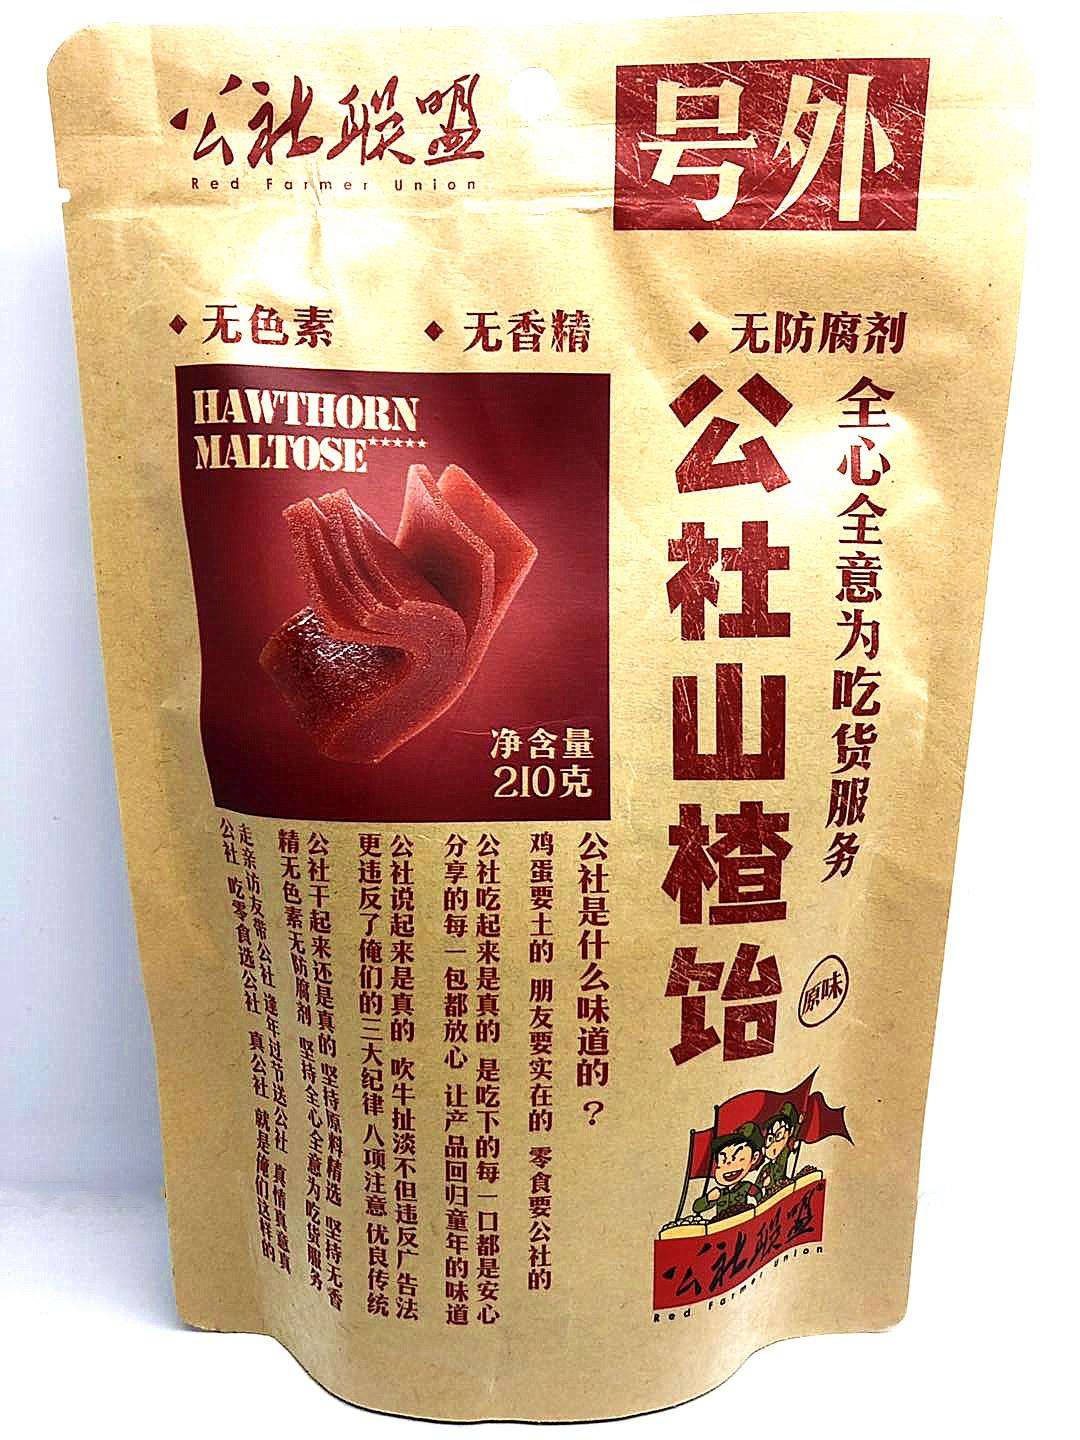 公社联盟
Red Farmer Union
号外
无色素
无香精
无防腐剂
HAWTHORN
MALTOSE
净含量
210克
全心全意为吃货服务
公社山楂饴
原味
公社是什么味道的？
鸡蛋要土的 朋友要实在的 零食要公社的
公社吃起来是真的 是吃下的每一口都是安心
分享的每一包都放心 让产品回归童年的味道
公社说起来是真的 吹牛扯淡不但违反广告法
更违反了俺们的三大纪律 八项注意 优良传统
公社干起来还是真的 坚持原料精选 坚持无香
精无色素无防腐剂 坚持全心全意为吃货服务
走亲访友带公社 逢年过节送公社 真情真意真
公社 吃零食选公社 真公社 就是俺们这样的
公社联盟
Red Farmer Union